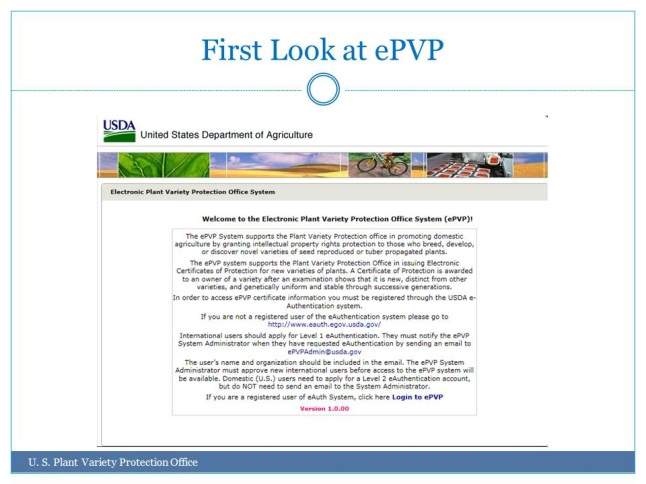 First Look at ePVP
USDA
United States Department of Agriculture
Electronic Plant Variety Protection Office System
Welcome to the Electronic Plant Variety Protection Office System (ePVP)!
The ePVP System supports the Plant Variety Protection office in promoting domestic
agriculture by granting intellectual property rights protection to those who breed, develop,
or discover novel varieties of seed reproduced or tuber propagated plants.
The ePVP system supports the Plant Variety Protection Office in issuing Electronic
Certificates of Protection for new varieties of plants. A Certificate of Protection is awarded
to an owner of a variety after an examination shows that it is new, distinct from other
varieties, and genetically uniform and stable through successive generations.
In order to access ePVP certificate information you must be registered through the USDA e-
Authentication system.
If you are not a registered user of the eAuthentication system please go to
http://www.eauth.egov.usda.gov/
International users should apply for Level 1 eAuthentication. They must notify the ePVP
System Administrator when they have requested eAuthentication by sending an email to
ePVPAdmin@usda.gov
The user's name and organization should be included in the email. The ePVP System
Administrator must approve new international users before access to the ePVP system will
be available. Domestic (U.S.) users need to apply for a Level 2 eAuthentication account,
but do NOT need to send an email to the System Administrator.
If you are a registered user of eAuth System, click here Login to ePVP
Version 1.0.00
U. S. Plant Variety Protection Office